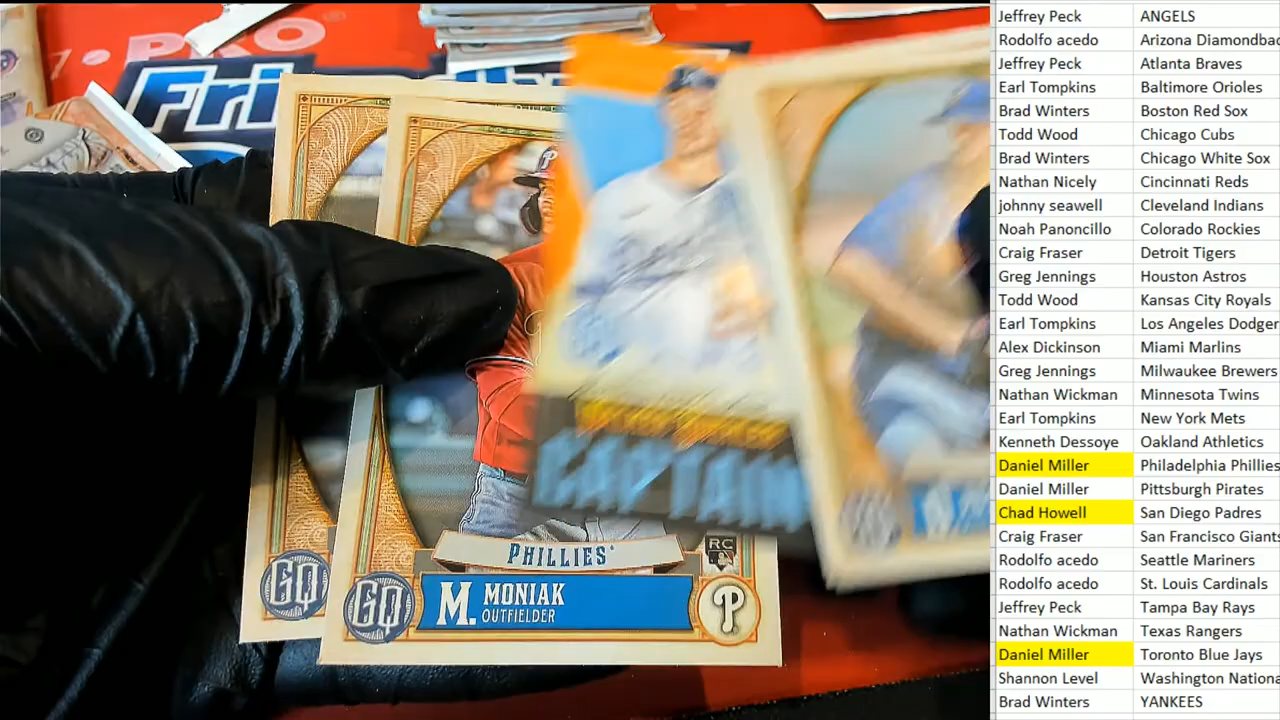 PRO
Fri
P
PHILLIES
RC
GQ
GQ
M. MONIAK
OUTFIELDER
P
CAPTAIN
Jeffrey Peck ANGELS
Rodolfo acedo Arizona Diamondbac
Jeffrey Peck Atlanta Braves
Earl Tompkins Baltimore Orioles
Brad Winters Boston Red Sox
Todd Wood Chicago Cubs
Brad Winters Chicago White Sox
Nathan Nicely Cincinnati Reds
johnny seawell Cleveland Indians
Noah Panoncillo Colorado Rockies
Craig Fraser Detroit Tigers
Greg Jennings Houston Astros
Todd Wood Kansas City Royals
Earl Tompkins Los Angeles Dodger
Alex Dickinson Miami Marlins
Greg Jennings Milwaukee Brewers
Nathan Wickman Minnesota Twins
Earl Tompkins New York Mets
Kenneth Dessoye Oakland Athletics
Daniel Miller Philadelphia Phillies
Daniel Miller Pittsburgh Pirates
Chad Howell San Diego Padres
Craig Fraser San Francisco Giants
Rodolfo acedo Seattle Mariners
Rodolfo acedo St. Louis Cardinals
Jeffrey Peck Tampa Bay Rays
Nathan Wickman Texas Rangers
Daniel Miller Toronto Blue Jays
Shannon Level Washington Nationa
Brad Winters YANKEES